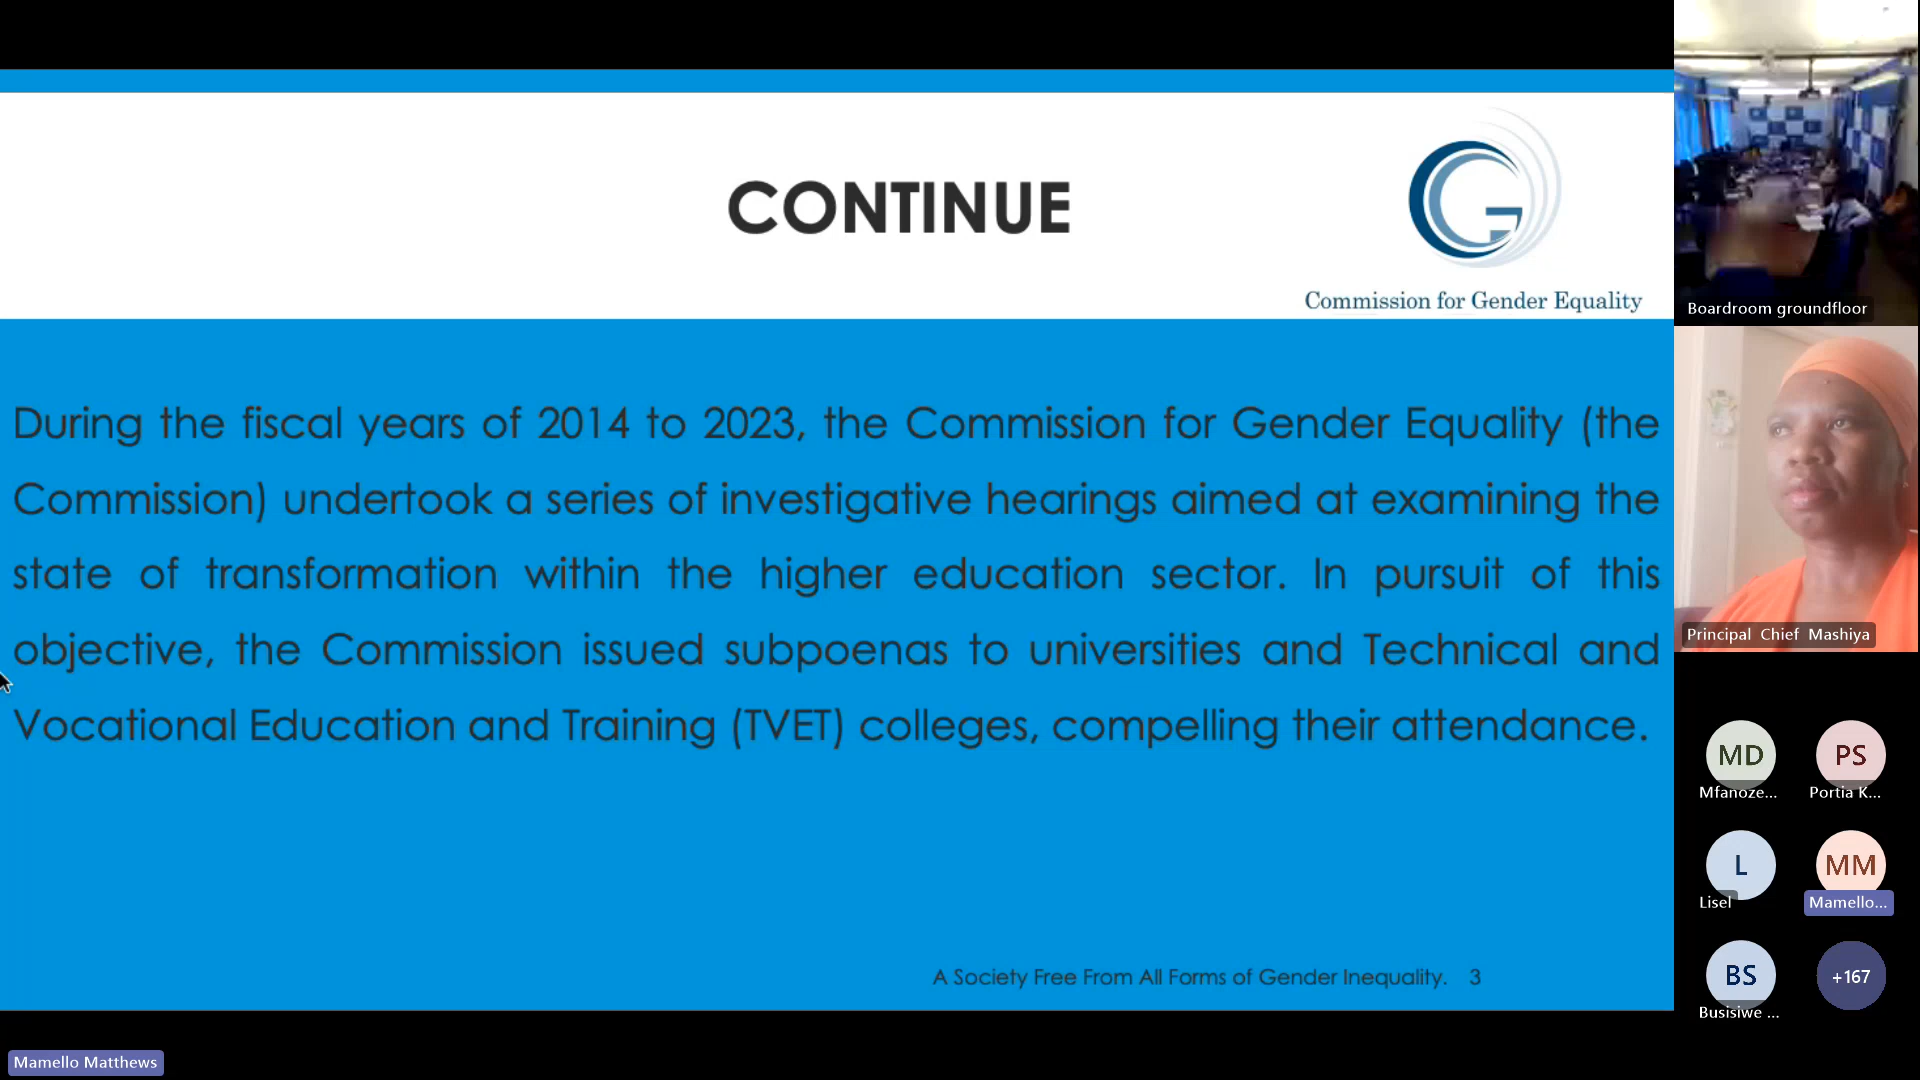 CONTINUE
Commission for Gender Equality
During the fiscal years of 2014 to 2023, the Commission for Gender Equality (the
Commission) undertook a series of investigative hearings aimed at examining the
state of transformation within the higher education sector. In pursuit of this
objective, the Commission issued subpoenas to universities and Technical and
Vocational Education and Training (TVET) colleges, compelling their attendance.
A Society Free From All Forms of Gender Inequality. 3
Mamello Matthews
Boardroom groundfloor
Principal Chief Mashiya
MD
Mfanoze...
PS
Portia K...
L
Lisel
MM
Mamello...
BS
Busisiwe ...
+167